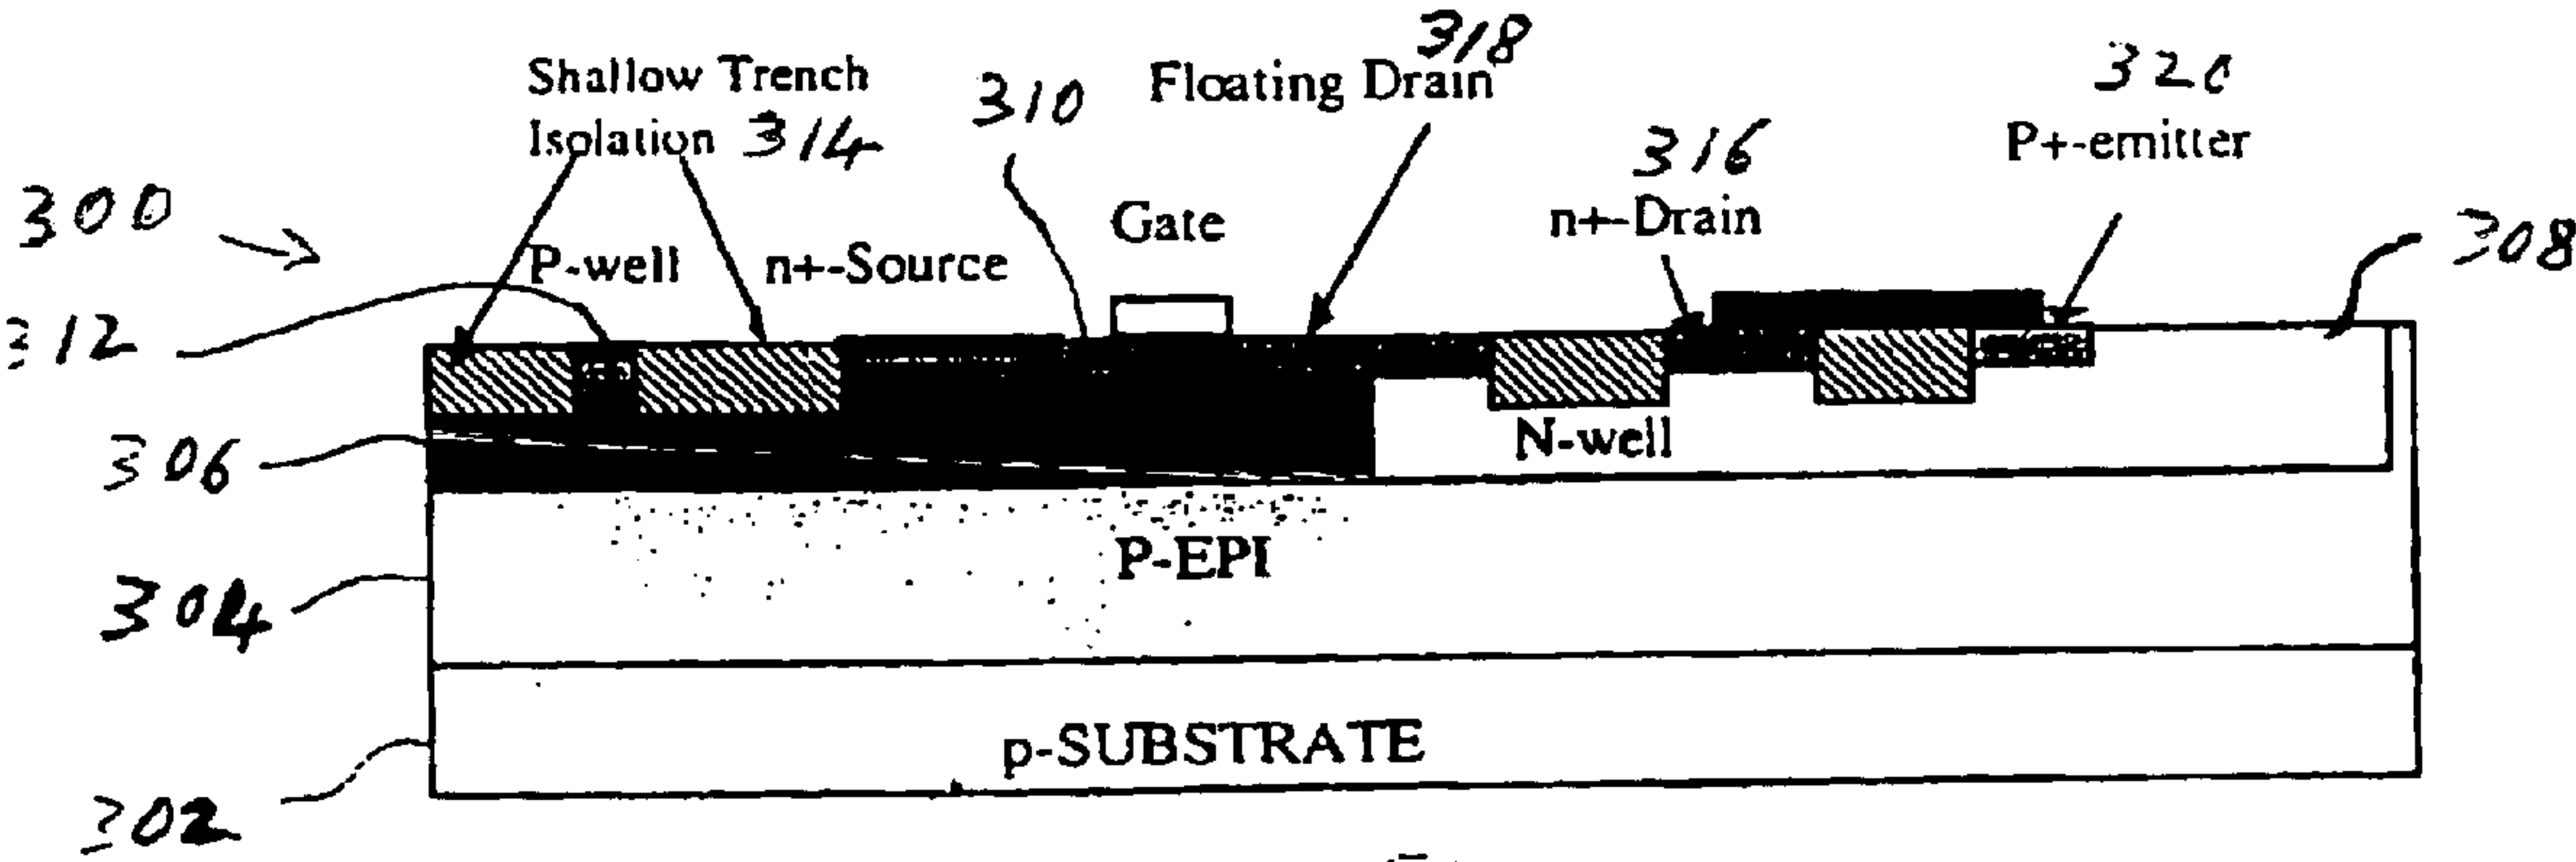 318
Shallow Trench
Isolation 314
310
Floating Drain
320
P+-emitter
316
n+-Drain
300
Gate
308
P-well
n+-Source
312
306
N-well
P-EPI
304
p-SUBSTRATE
302